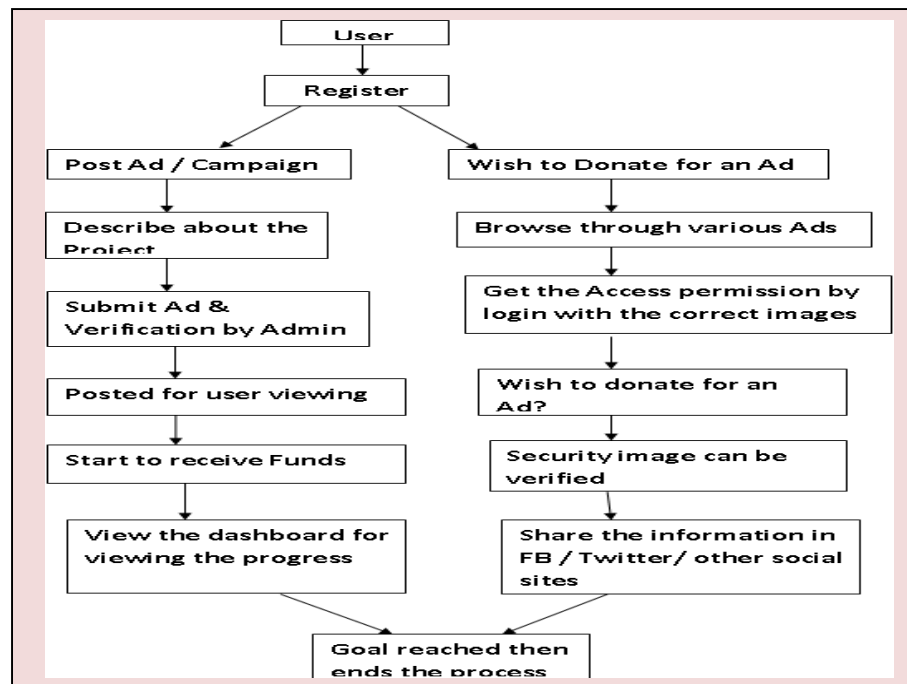 User
Register
Post Ad / Campaign
Wish to Donate for an Ad
Describe about the
Project
Browse through various Ads
Submit Ad &
Verification by Admin
Get the Access permission by
login with the correct images
Posted for user viewing
Wish to donate for an
Ad?
Start to receive Funds
Security image can be
verified
View the dashboard for
viewing the progress
Share the information in
FB / Twitter/ other social
sites
Goal reached then
ends the process